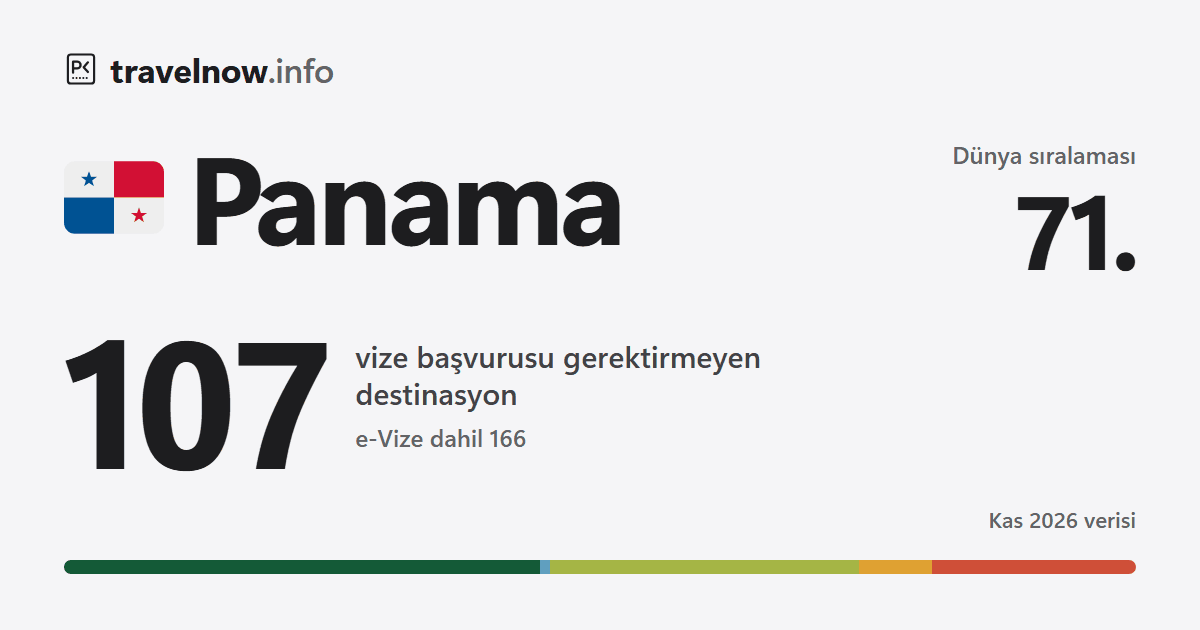 travelnow.info
Panama
Dünya sıralaması
71.
107
vize başvurusu gerektirmeyen
destinasyon
e-Vize dahil 166
Kas 2026 verisi